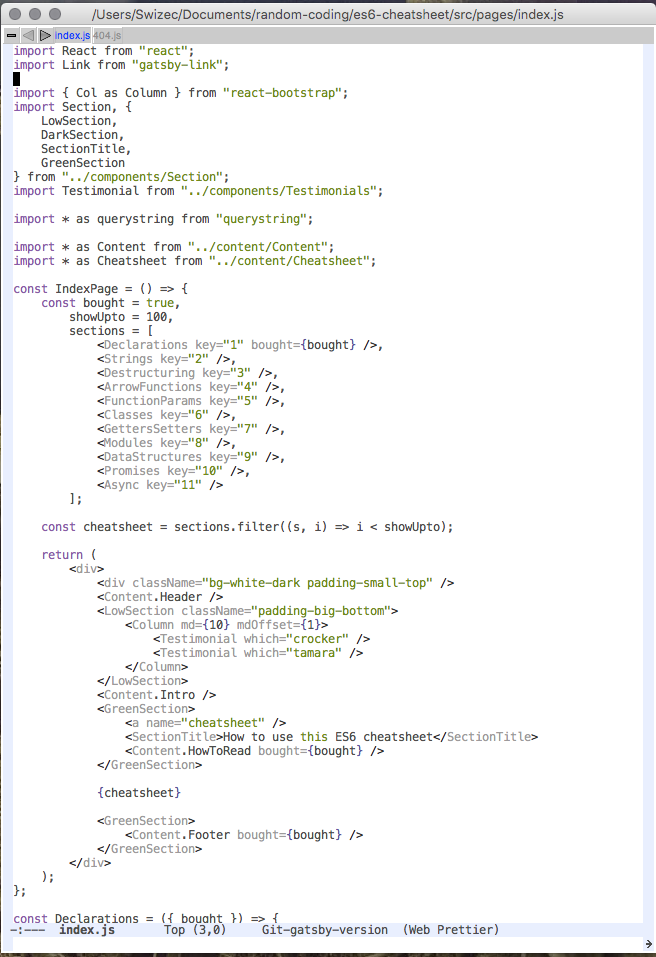 /Users/Swizec/Documents/random-coding/es6-cheatsheet/src/pages/index.js
index.js 404.js
import React from "react";
import Link from "gatsby-link";
import { Col as Column } from "react-bootstrap";
import Section, {
    LowSection,
    DarkSection,
    SectionTitle,
    GreenSection
} from "../components/Section";
import Testimonial from "../components/Testimonials";
import * as querystring from "querystring";
import * as Content from "../content/Content";
import * as Cheatsheet from "../content/Cheatsheet";
const IndexPage = () => {
    const bought = true,
        showUpto = 100,
        sections = [
            <Declarations key="1" bought={bought} />,
            <Strings key="2" />,
            <Destructuring key="3" />,
            <ArrowFunctions key="4" />,
            <FunctionParams key="5" />,
            <Classes key="6" />,
            <GettersSetters key="7" />,
            <Modules key="8" />,
            <DataStructures key="9" />,
            <Promises key="10" />,
            <Async key="11" />
        ];
    const cheatsheet = sections.filter((s, i) => i < showUpto);
    return (
        <div>
            <div className="bg-white-dark padding-small-top" />
            <Content.Header />
            <LowSection className="padding-big-bottom">
                <Column md={10} mdOffset={1}>
                    <Testimonial which="crocker" />
                    <Testimonial which="tamara" />
                </Column>
            </LowSection>
            <Content.Intro />
            <GreenSection>
                <a name="cheatsheet" />
                <SectionTitle>How to use this ES6 cheatsheet</SectionTitle>
                <Content.HowToRead bought={bought} />
            </GreenSection>
            {cheatsheet}
            <GreenSection>
                <Content.Footer bought={bought} />
            </GreenSection>
        </div>
    );
};
const Declarations = ({ bought }) => {
-:--- index.js Top (3,0) Git-gatsby-version (Web Prettier)